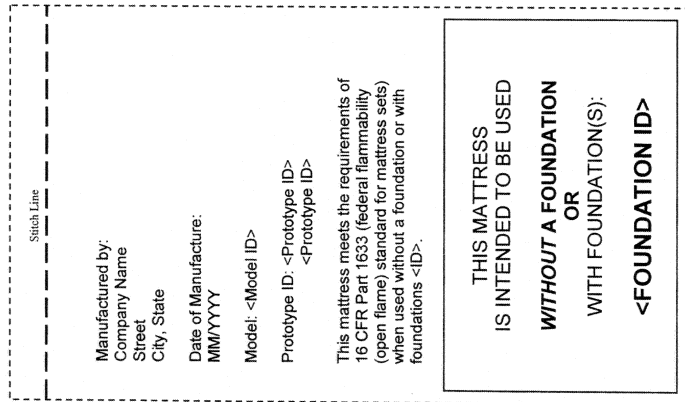 Stitch Line
Manufactured by:
Company Name
Street
City, State
Date of Manufacture:
MM/YYYY
Model: <Model ID>
Prototype ID: <Prototype ID>
<Prototype ID>
This mattress meets the requirements of
16 CFR Part 1633 (federal flammability
(open flame) standard for mattress sets)
when used without a foundation or with
foundations <ID>.
THIS MATTRESS
IS INTENDED TO BE USED
WITHOUT A FOUNDATION
OR
WITH FOUNDATION(S):
<FOUNDATION ID>